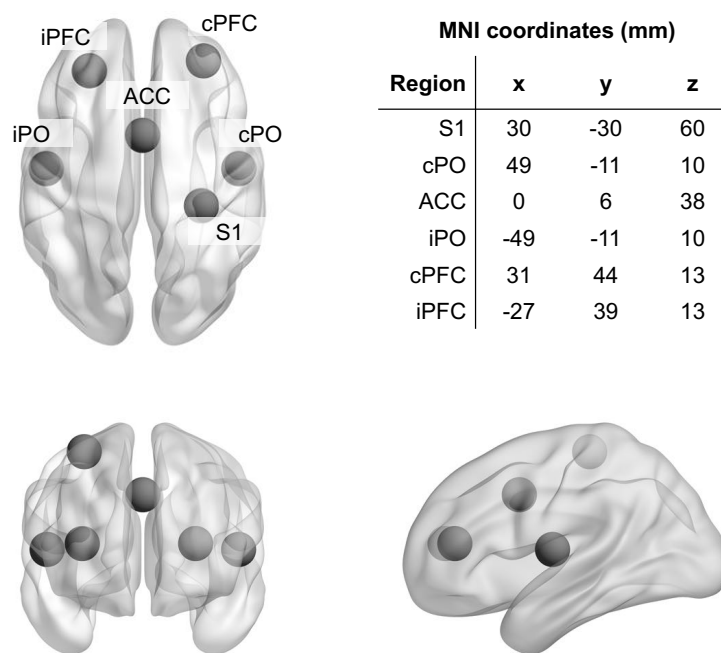 cPFC
iPFC
ACC
iPO
cPO
S1
MNI coordinates (mm)
Region x y z
S1 30 -30 60
cPO 49 -11 10
ACC 0 6 38
iPO -49 -11 10
cPFC 31 44 13
iPFC -27 39 13